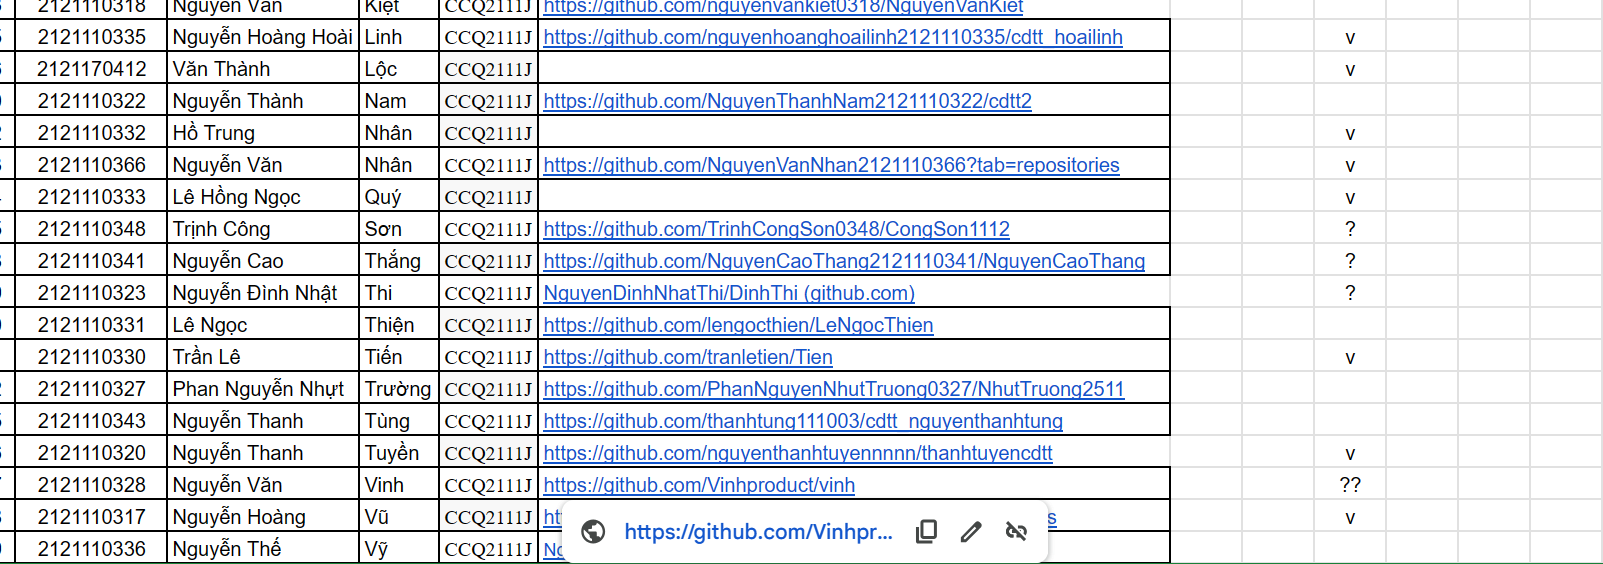 2121110318 Nguyễn Văn Kiệt CCQ2111J https://github.com/nguyenvankiet0318/NguyenVanKiet
2121110335 Nguyễn Hoàng Hoài Linh CCQ2111J https://github.com/nguyenhoanghoailinh2121110335/cdtt_hoailinh v
2121170412 Văn Thành Lộc CCQ2111J v
2121110322 Nguyễn Thành Nam CCQ2111J https://github.com/NguyenThanhNam2121110322/cdtt2
2121110332 Hồ Trung Nhân CCQ2111J v
2121110366 Nguyễn Văn Nhân CCQ2111J https://github.com/NguyenVanNhan2121110366?tab=repositories v
2121110333 Lê Hồng Ngọc Quý CCQ2111J v
2121110348 Trịnh Công Sơn CCQ2111J https://github.com/TrinhCongSon0348/CongSon1112 ?
2121110341 Nguyễn Cao Thắng CCQ2111J https://github.com/NguyenCaoThang2121110341/NguyenCaoThang ?
2121110323 Nguyễn Đình Nhật Thi CCQ2111J NguyenDinhNhatThi/DinhThi (github.com) ?
2121110331 Lê Ngọc Thiện CCQ2111J https://github.com/lengocthien/LeNgocThien
2121110330 Trần Lê Tiến CCQ2111J https://github.com/tranletien/Tien v
2121110327 Phan Nguyễn Nhựt Trường CCQ2111J https://github.com/PhanNguyenNhutTruong0327/NhutTruong2511
2121110343 Nguyễn Thanh Tùng CCQ2111J https://github.com/thanhtung111003/cdtt_nguyenthanhtung
2121110320 Nguyễn Thanh Tuyền CCQ2111J https://github.com/nguyenthanhtuyennnnn/thanhtuyencdtt v
2121110328 Nguyễn Văn Vinh CCQ2111J https://github.com/Vinhproduct/vinh ??
2121110317 Nguyễn Hoàng Vũ CCQ2111J v
https://github.com/Vinhpr...
2121110336 Nguyễn Thế Vỹ CCQ2111J